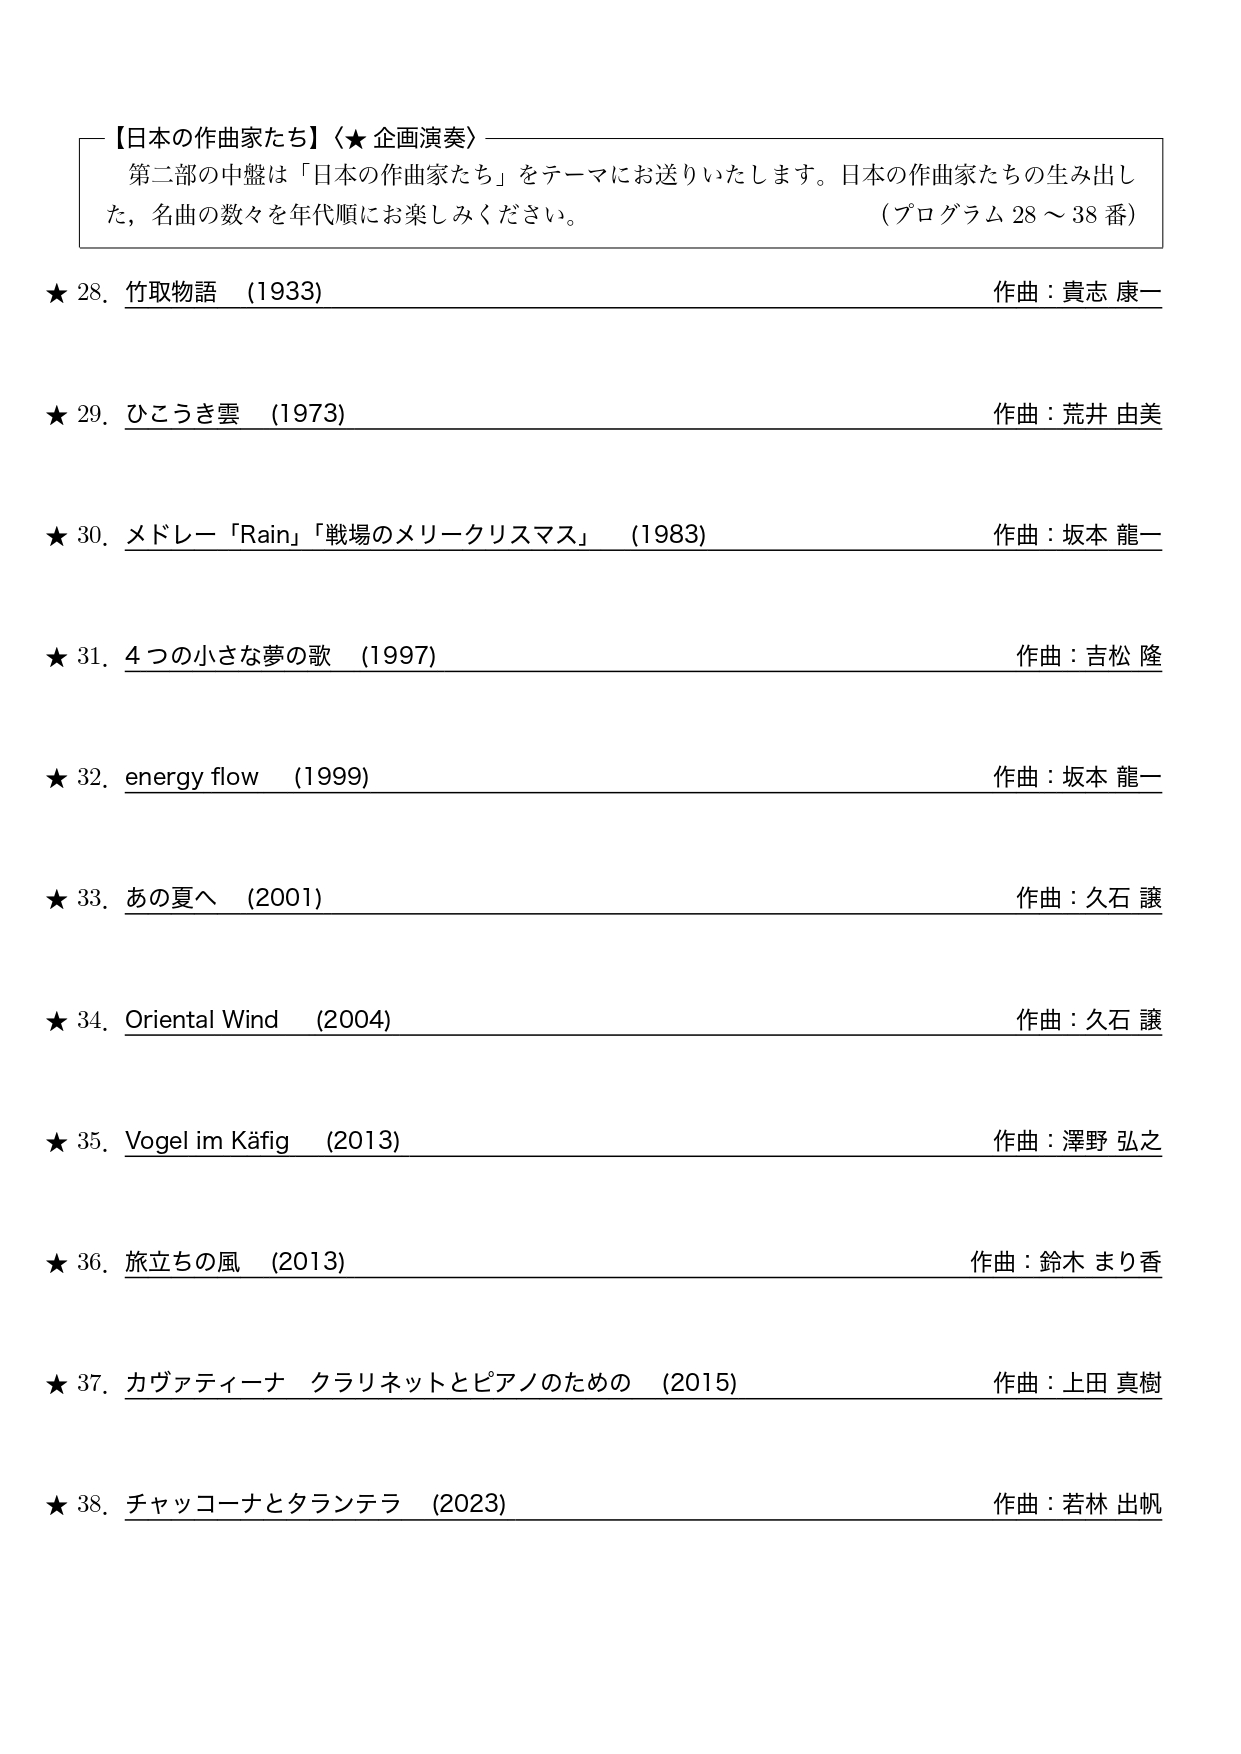 【日本の作曲家たち】〈★ 企画演奏〉
第二部の中盤は「日本の作曲家たち」をテーマにお送りいたします。日本の作曲家たちの生み出し
た，名曲の数々を年代順にお楽しみください。 （プログラム 28 〜 38 番）
★ 28. 竹取物語 (1933) 作曲：貴志 康一
★ 29. ひこうき雲 (1973) 作曲：荒井 由美
★ 30. メドレー「Rain」「戦場のメリークリスマス」 (1983) 作曲：坂本 龍一
★ 31. 4 つの小さな夢の歌 (1997) 作曲：吉松 隆
★ 32. energy flow (1999) 作曲：坂本 龍一
★ 33. あの夏へ (2001) 作曲：久石 譲
★ 34. Oriental Wind (2004) 作曲：久石 譲
★ 35. Vogel im Käfig (2013) 作曲：澤野 弘之
★ 36. 旅立ちの風 (2013) 作曲：鈴木 まり香
★ 37. カヴァティーナ クラリネットとピアノのための (2015) 作曲：上田 真樹
★ 38. チャッコーナとタランテラ (2023) 作曲：若林 出帆